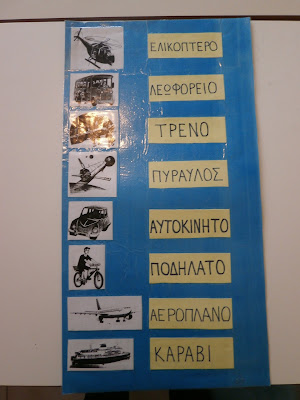 ΕΛΙΚΟΠΤΕΡΟ
ΛΕΩΦΟΡΕΙΟ
ΤΡΕΝΟ
ΠΥΡΑΥΛΟΣ
ΑΥΤΟΚΙΝΗΤΟ
ΠΟΔΗΛΑΤΟ
ΑΕΡΟΠΛΑΝΟ
ΚΑΡΑΒΙ